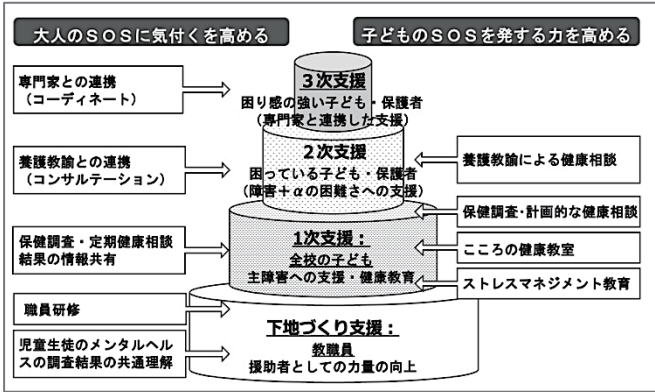 大人のSOSに気付くを高める
子どものSOSを発する力を高める
専門家との連携
（コーディネート）
養護教諭との連携
（コンサルテーション）
保健調査・定期健康相談
結果の情報共有
職員研修
児童生徒のメンタルヘル
スの調査結果の共通理解
3次支援
困り感の強い子ども・保護者
（専門家と連携した支援）
2次支援
困っている子ども・保護者
（障害＋αの困難さへの支援）
1次支援：
全校の子ども
主障害への支援・健康教育
下地づくり支援：
教職員
援助者としての力量の向上
養護教諭による健康相談
保健調査・計画的な健康相談
こころの健康教室
ストレスマネジメント教育